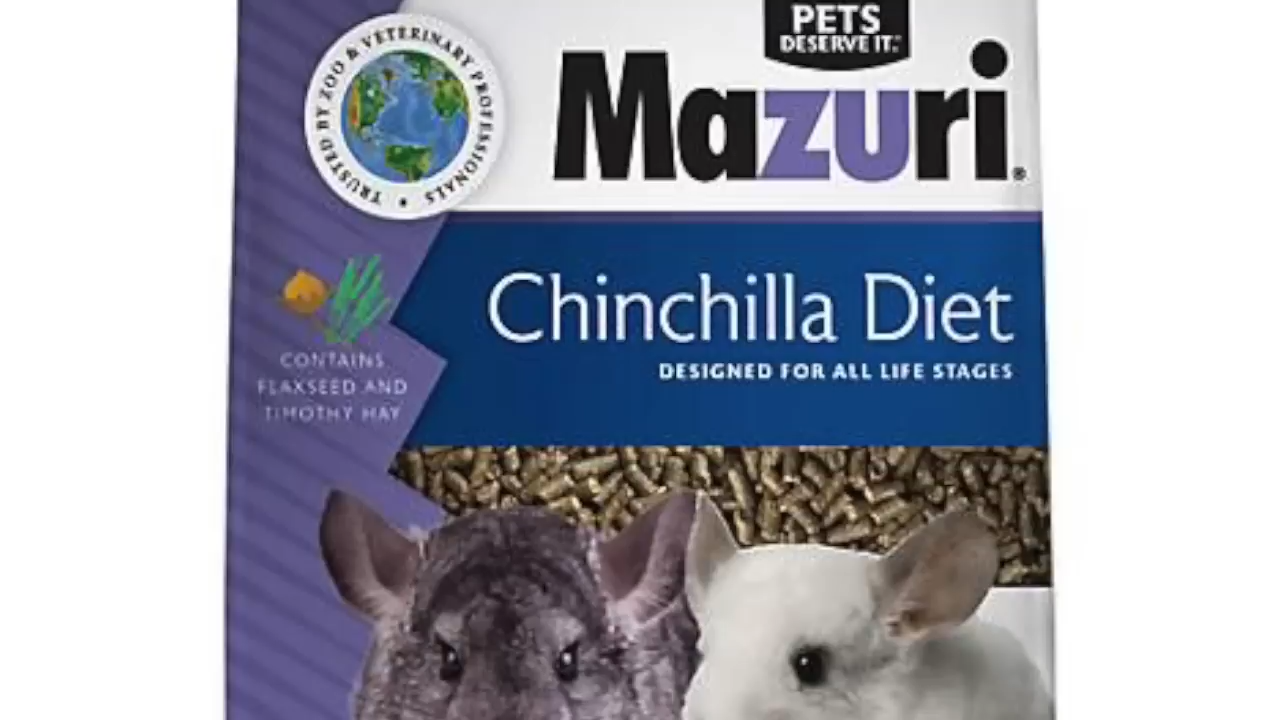 PETS
DESERVE IT.™
TRUSTED BY ZOO & VETERINARY PROFESSIONALS •
Mazuri®
Chinchilla Diet
DESIGNED FOR ALL LIFE STAGES
CONTAINS
FLAXSEED AND
TIMOTHY HAY